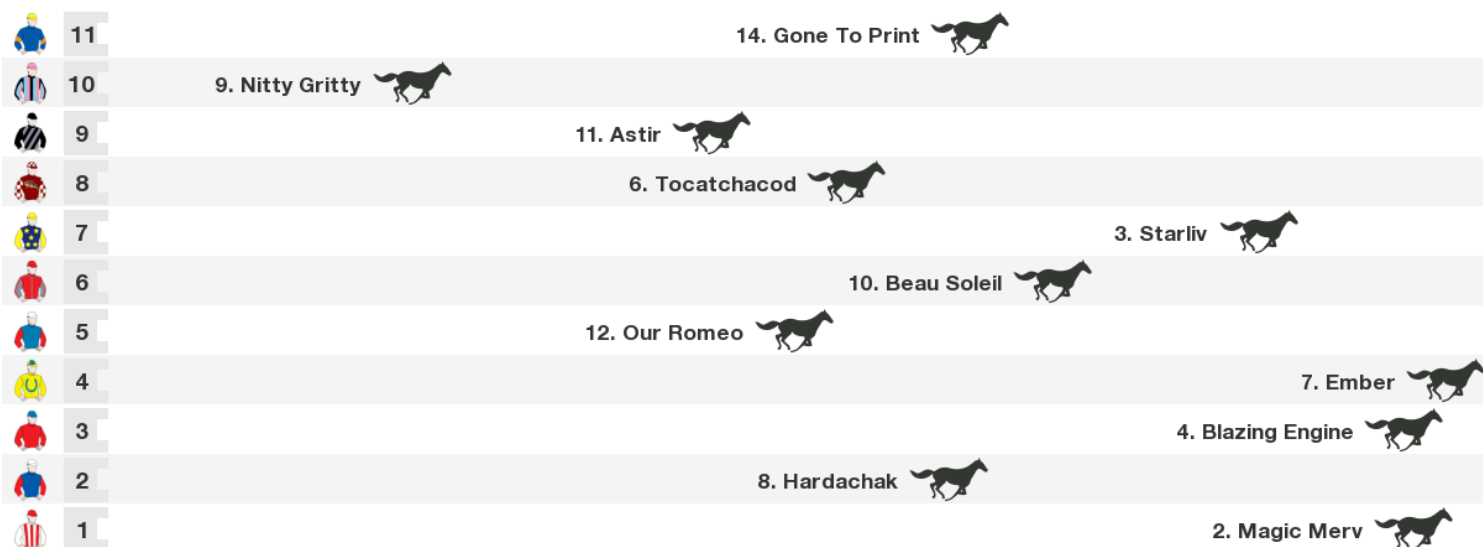 11 14. Gone To Print
10 9. Nitty Gritty
9 11. Astir
8 6. Tocatchacod
7 3. Starliv
6 10. Beau Soleil
5 12. Our Romeo
4 7. Ember
3 4. Blazing Engine
2 8. Hardachak
1 2. Magic Merv